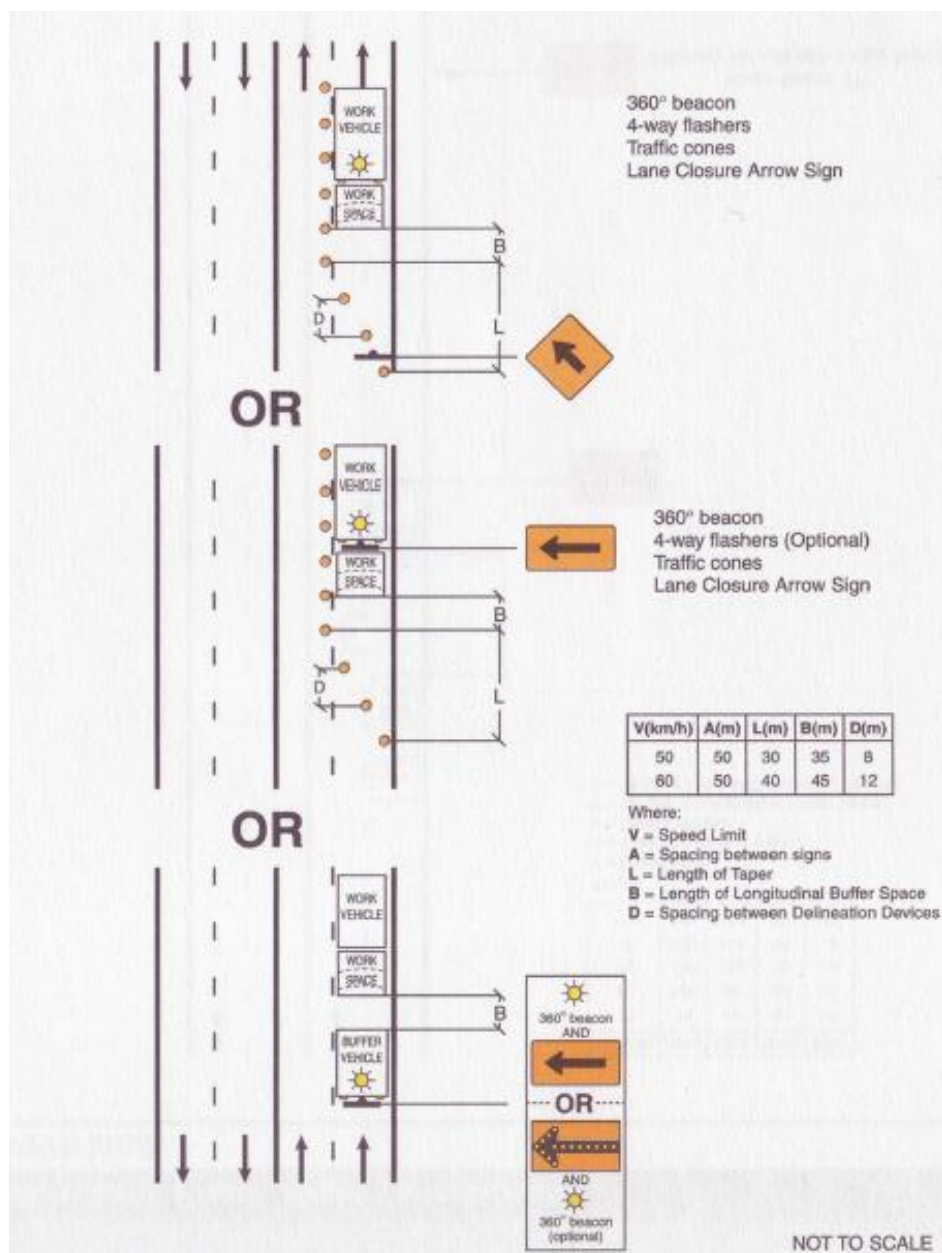 WORK
VEHICLE
360° beacon
4-way flashers
Traffic cones
Lane Closure Arrow Sign
WORK
SPACE
B
D
L
OR
WORK
VEHICLE
360° beacon
4-way flashers (Optional)
Traffic cones
Lane Closure Arrow Sign
WORK
SPACE
B
D
L
V(km/h) A(m) L(m) B(m) D(m)
50 50 30 35 8
60 50 40 45 12
Where:
V = Speed Limit
A = Spacing between signs
L = Length of Taper
B = Length of Longitudinal Buffer Space
D = Spacing between Delineation Devices
OR
WORK
VEHICLE
WORK
SPACE
B
BUFFER
VEHICLE
360° beacon
AND
OR
AND
360° beacon
(optional)
NOT TO SCALE